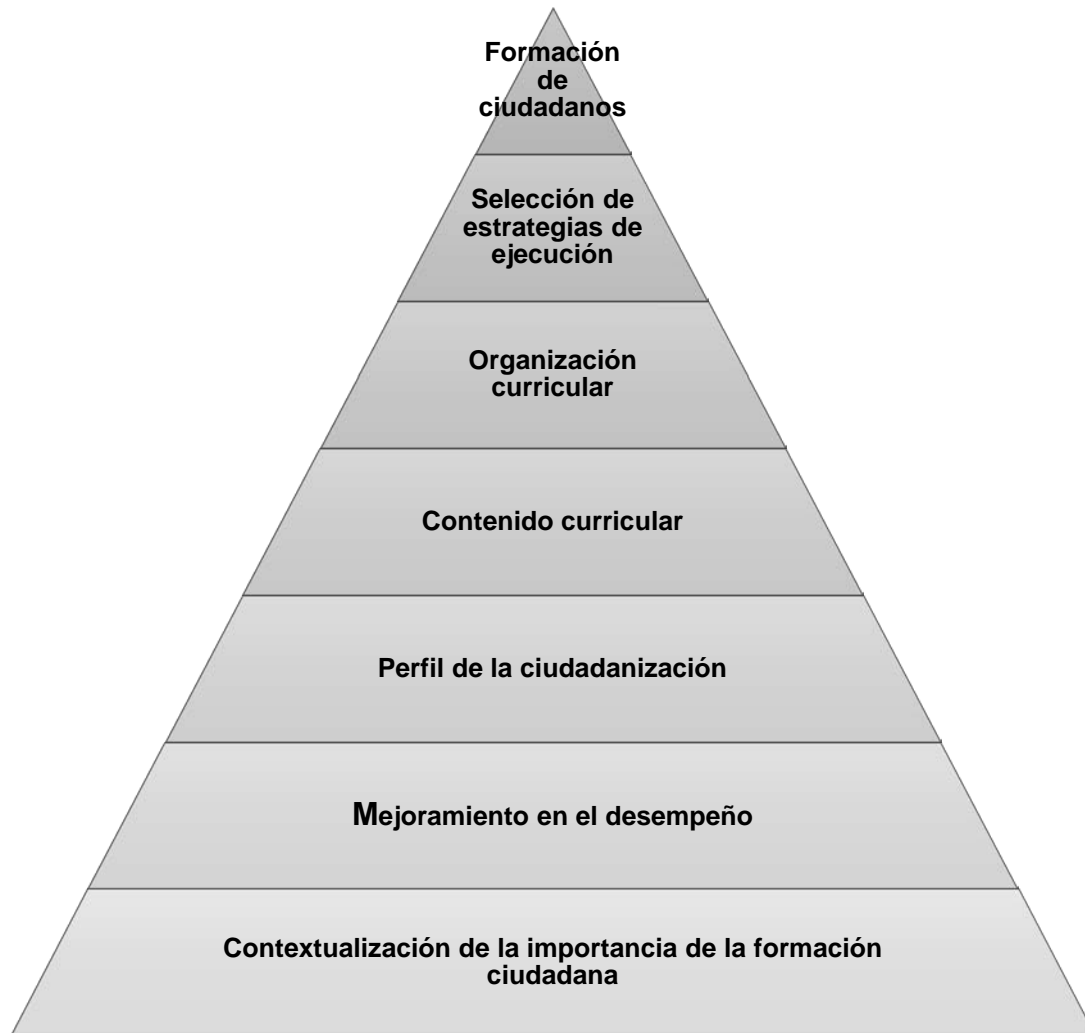 Formación
de
ciudadanos
Selección de
estrategias de
ejecución
Organización
curricular
Contenido curricular
Perfil de la ciudadanización
Mejoramiento en el desempeño
Contextualización de la importancia de la formación
ciudadana